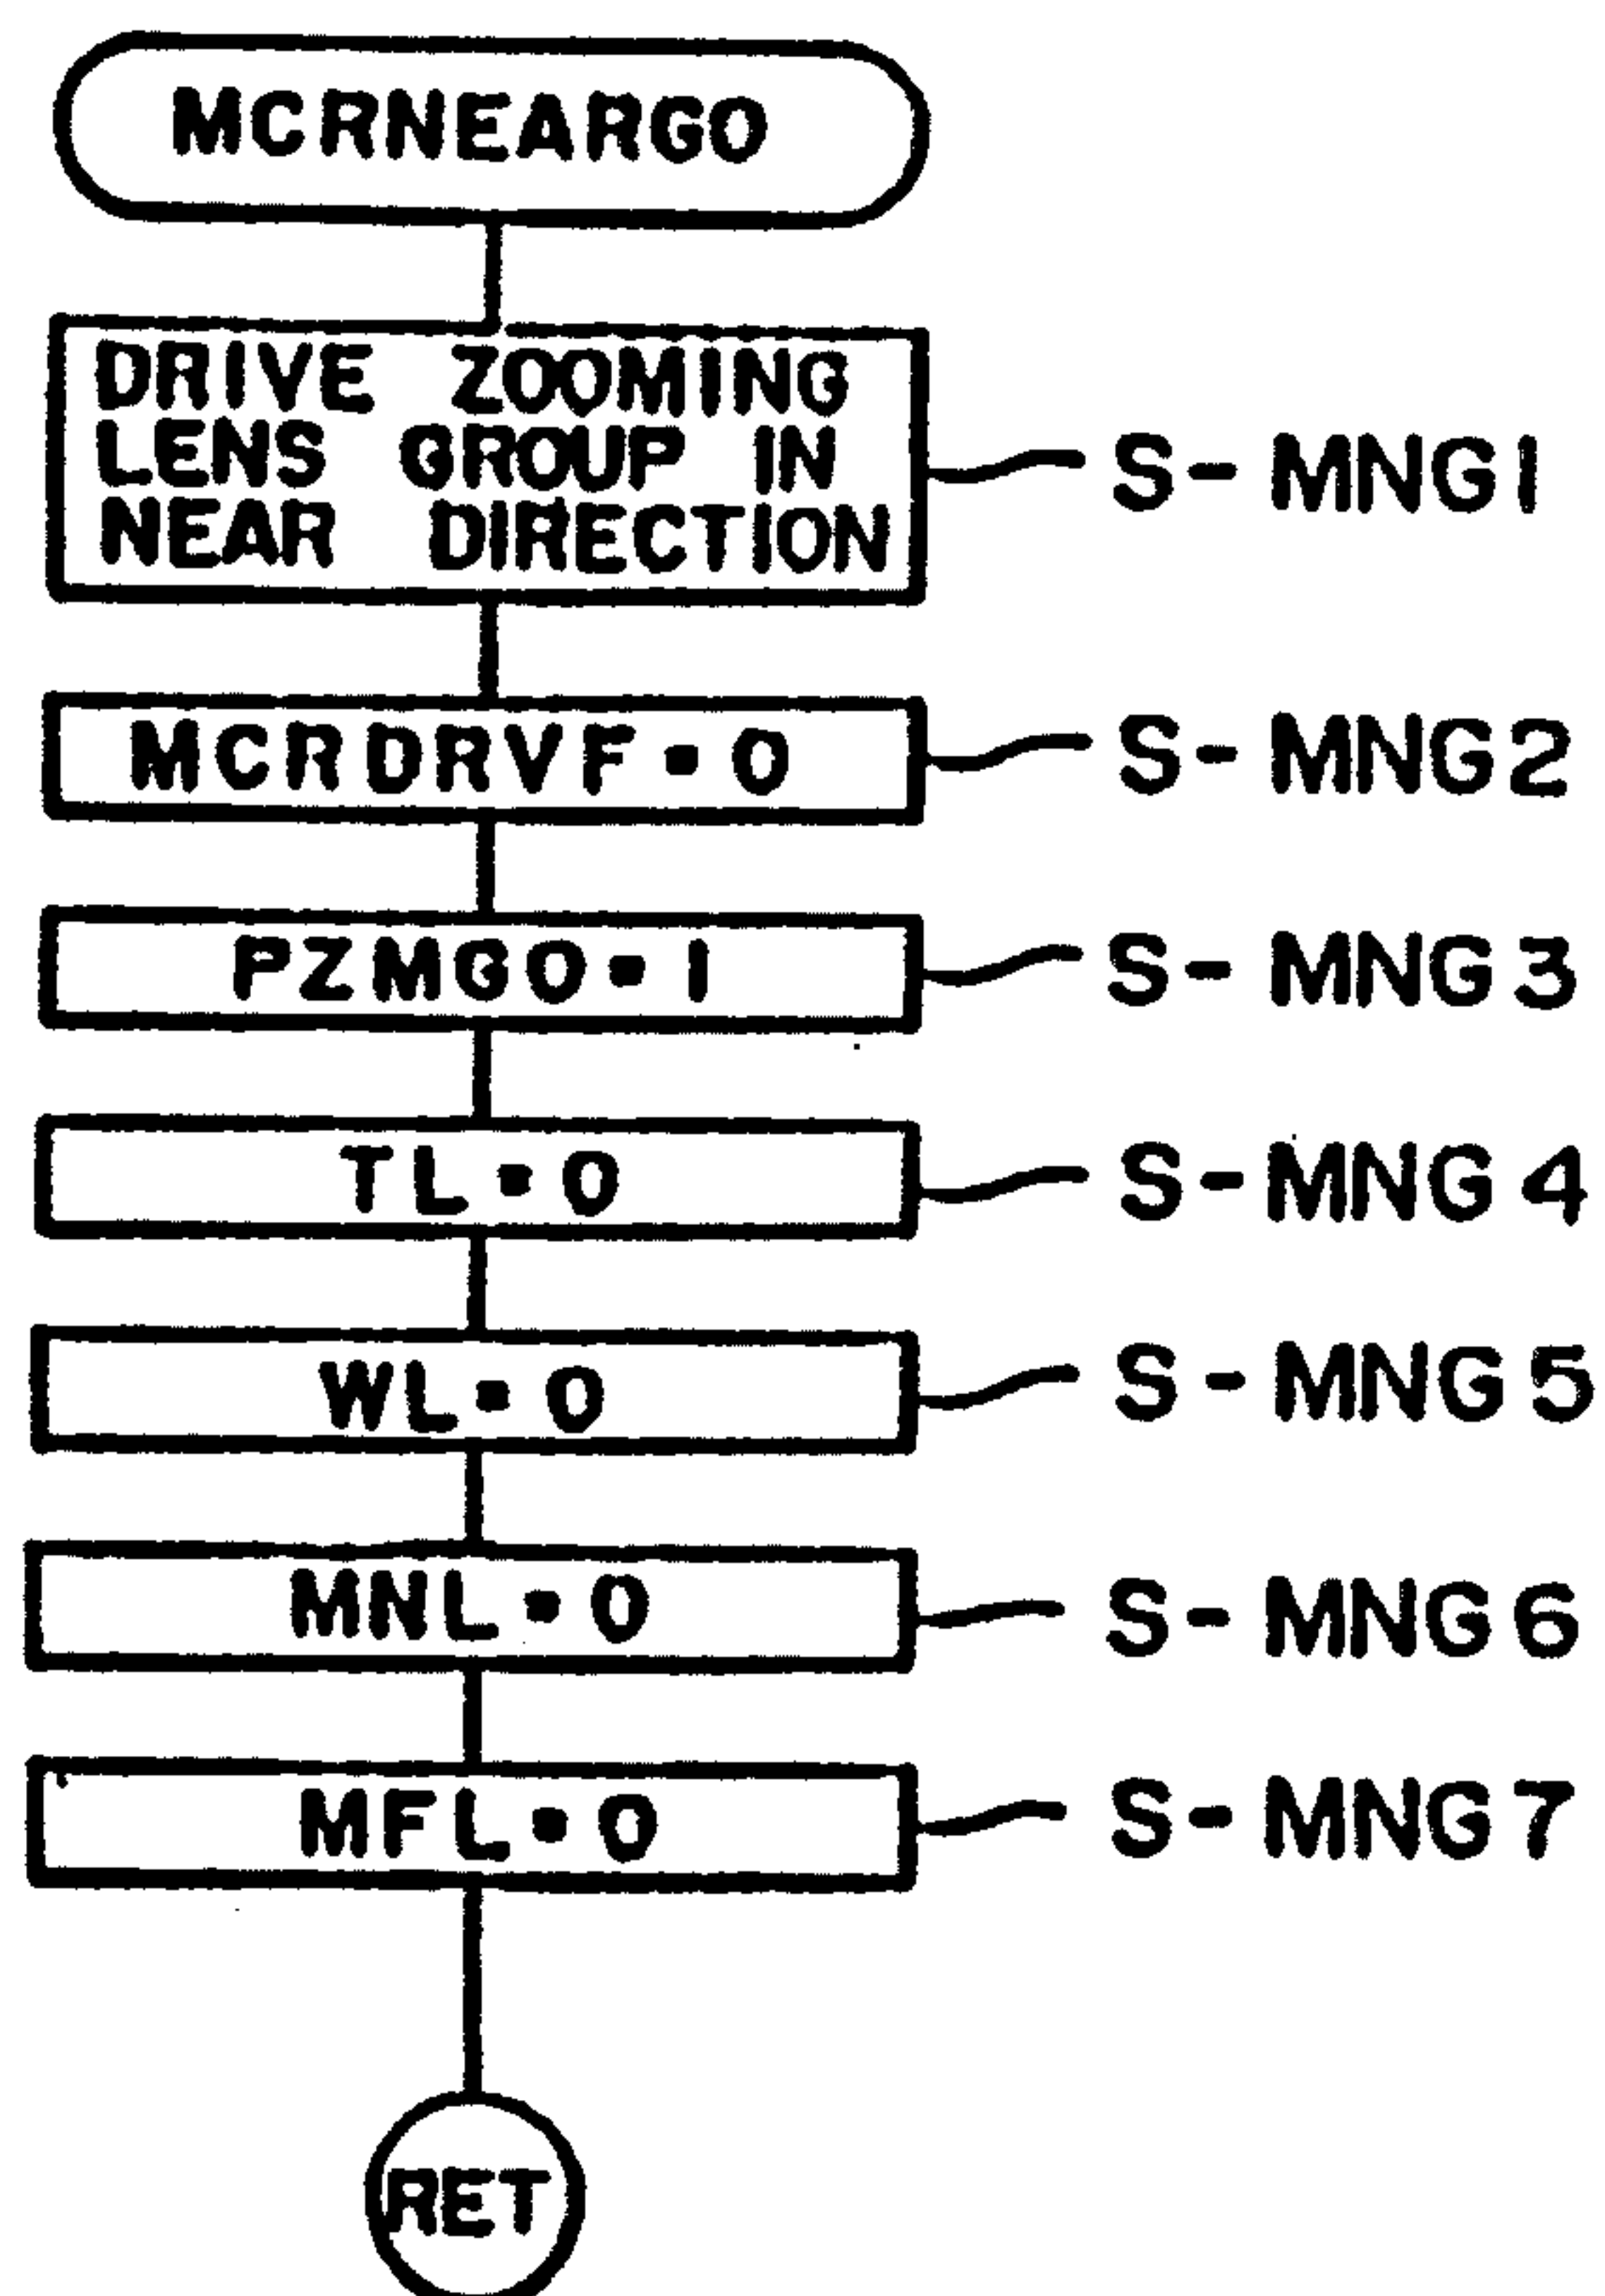 MCRNEARGO
DRIVE ZOOMING
LENS GROUP IN
NEAR DIRECTION
S-MNG1
MCRDRVF▪0
S-MNG2
PZMGO▪1
S-MNG3
TL▪0
S-MNG4
WL▪0
S-MNG5
MNL▪0
S-MNG6
MFL▪0
S-MNG7
RET